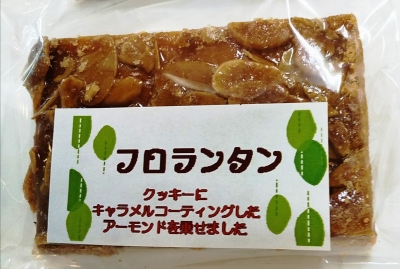 フロランタン
クッキーに
キャラメルコーティングした
アーモンドを乗せました